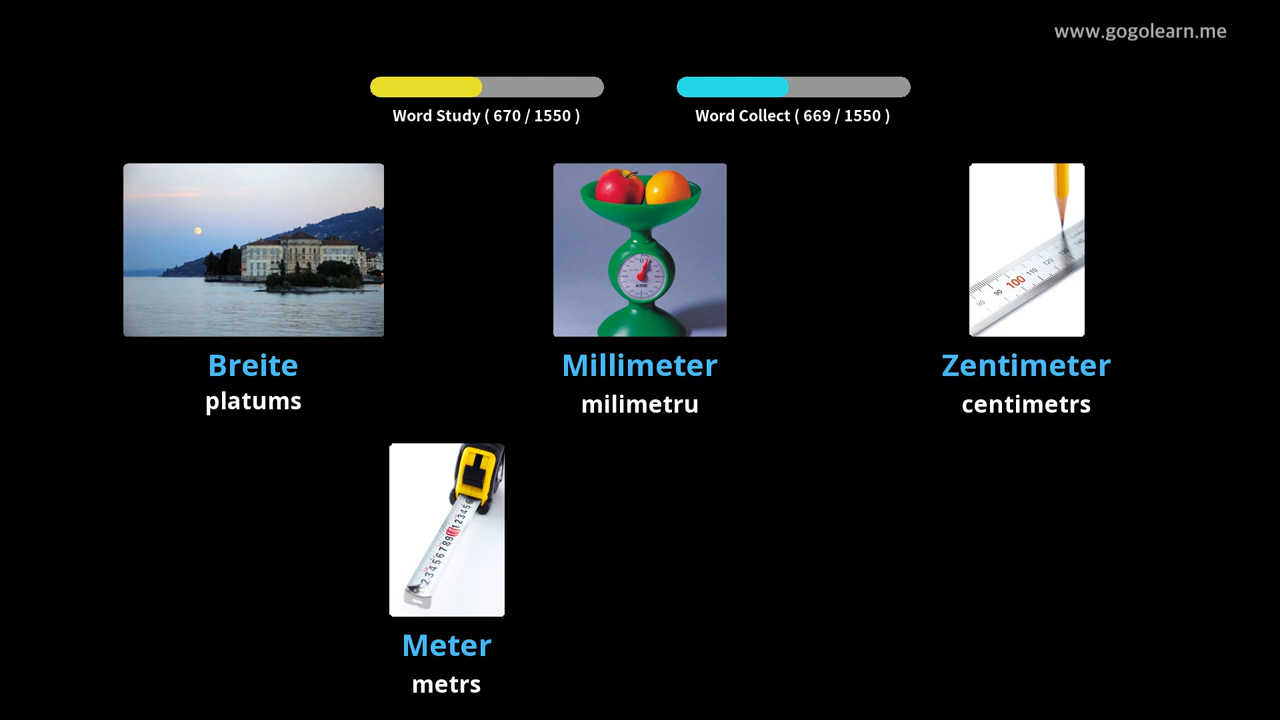 www.gogolearn.me
Word Study ( 670 / 1550 )
Word Collect ( 669 / 1550 )
Breite
platums
Millimeter
milimetru
Zentimeter
centimetrs
Meter
metrs